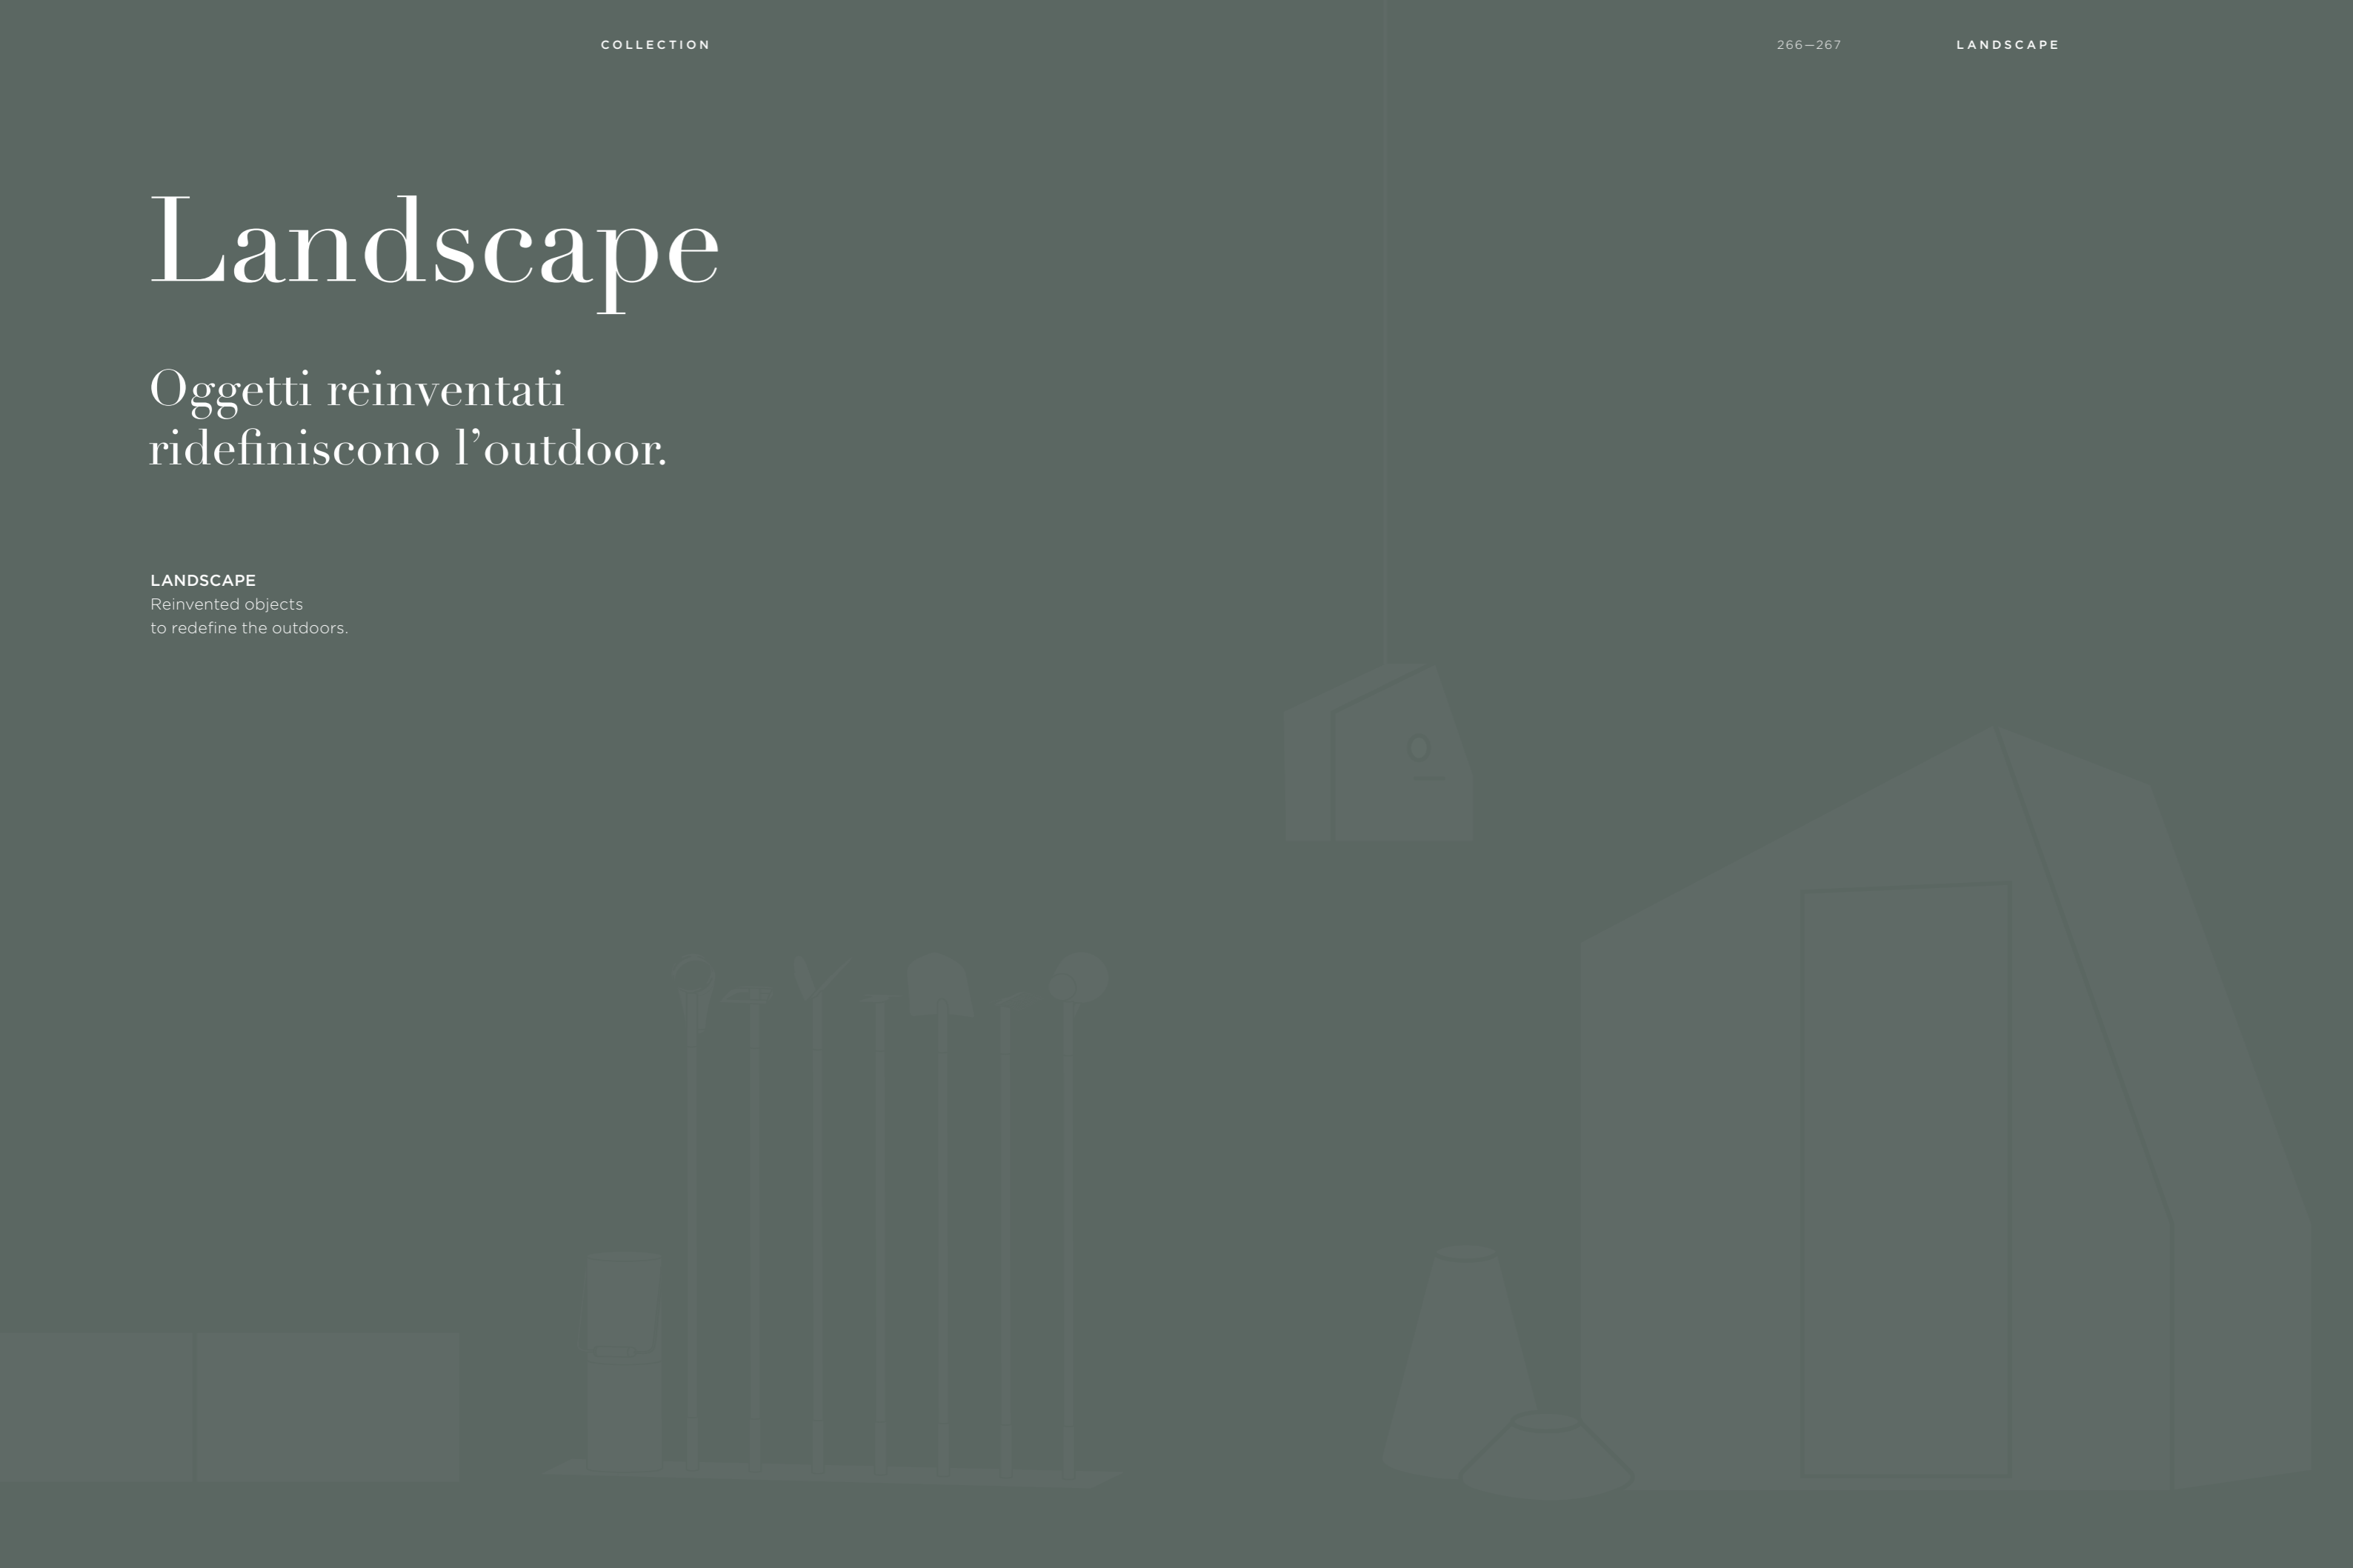 COLLECTION
266—267
LANDSCAPE
Landscape
Oggetti reinventati
ridefiniscono l’outdoor.
LANDSCAPE
Reinvented objects
to redefine the outdoors.